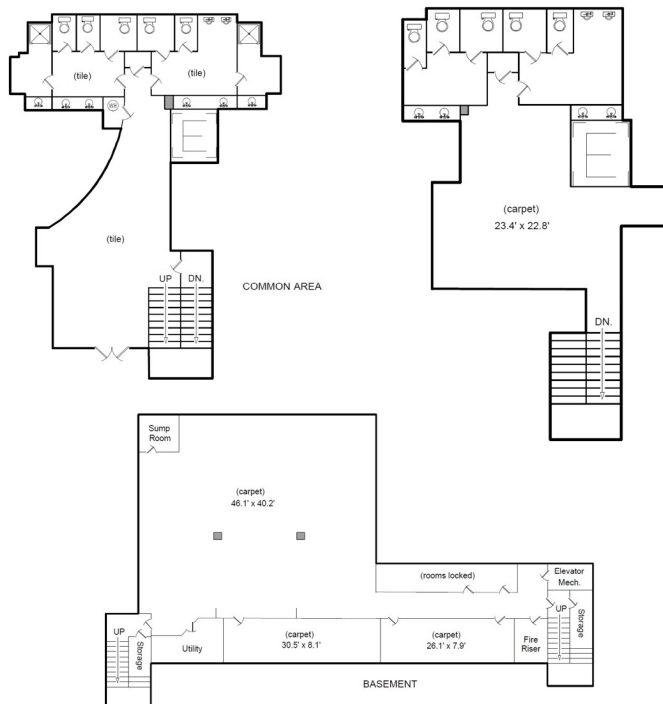 (tile)
(tile)
WH
E
(tile)
UP
DN.
COMMON AREA
E
(carpet)
23.4' x 22.8'
DN.
Sump
Room
(carpet)
46.1' x 40.2'
(rooms locked)
Elevator
Mech.
UP
Storage
Utility
(carpet)
30.5' x 8.1'
(carpet)
26.1' x 7.9'
Fire
Riser
UP
Storage
BASEMENT